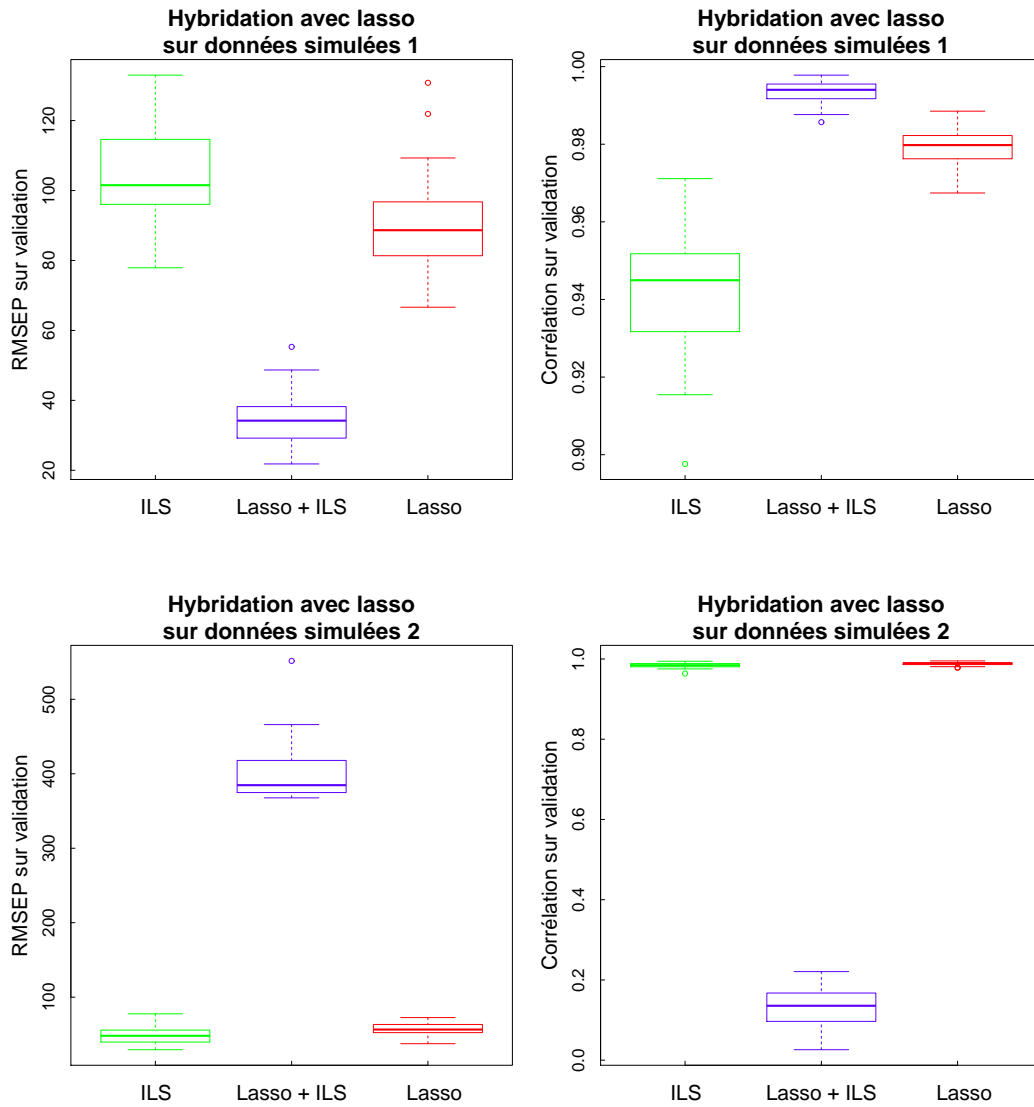 Hybridation avec lasso
sur données simulées 1
RMSEP sur validation
120
100
80
60
40
20
ILS
Lasso + ILS
Lasso
Hybridation avec lasso
sur données simulées 1
Corrélation sur validation
1.00
0.98
0.96
0.94
0.92
0.90
ILS
Lasso + ILS
Lasso
Hybridation avec lasso
sur données simulées 2
RMSEP sur validation
500
400
300
200
100
ILS
Lasso + ILS
Lasso
Hybridation avec lasso
sur données simulées 2
Corrélation sur validation
1.0
0.8
0.6
0.4
0.2
0.0
ILS
Lasso + ILS
Lasso